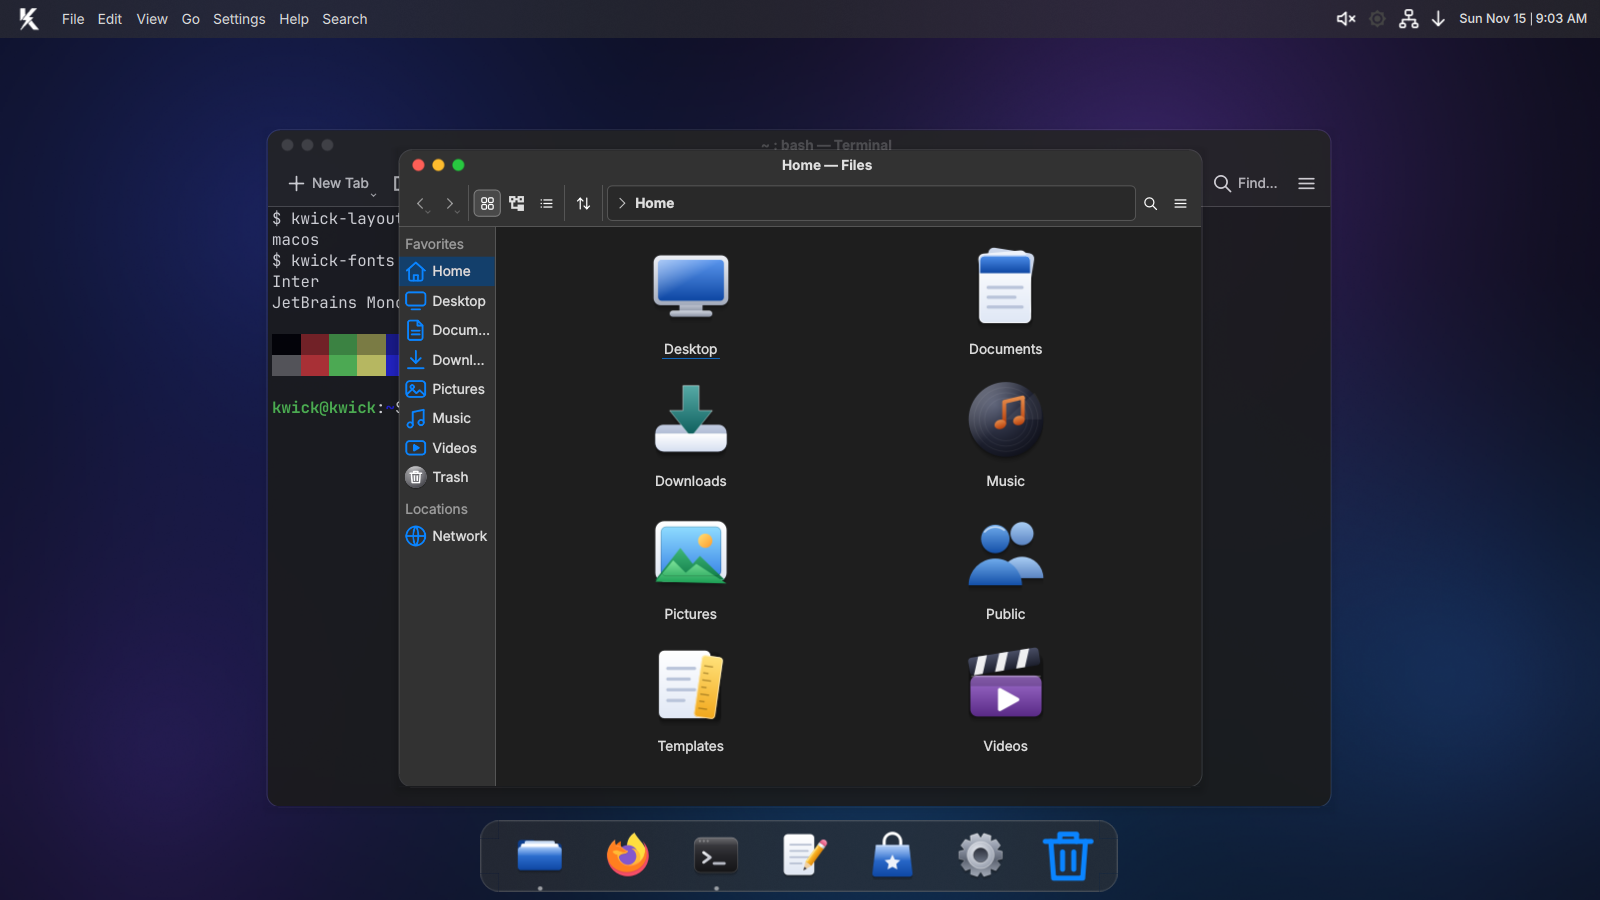 File Edit View Go Settings Help Search
Sun Nov 15 | 9:03 AM
~ : bash — Terminal
New Tab
Find...
$ kwick-layout
macos
$ kwick-fonts
Inter
JetBrains Mono
kwick@kwick:~$
Home — Files
Home
Favorites
Home
Desktop
Docum...
Downl...
Pictures
Music
Videos
Trash
Locations
Network
Desktop
Documents
Downloads
Music
Pictures
Public
Templates
Videos